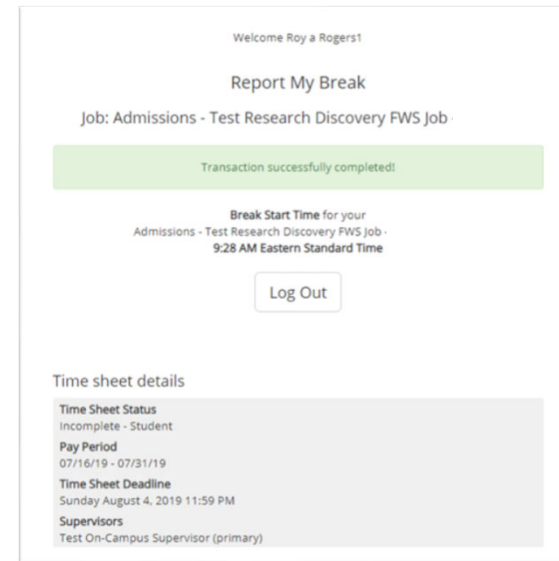 Welcome Roy a Rogers1
Report My Break
Job: Admissions - Test Research Discovery FWS Job -
Transaction successfully completed!
Break Start Time for your
Admissions - Test Research Discovery FWS Job -
9:28 AM Eastern Standard Time
Log Out
Time sheet details
Time Sheet Status
Incomplete - Student
Pay Period
07/16/19 - 07/31/19
Time Sheet Deadline
Sunday August 4, 2019 11:59 PM
Supervisors
Test On-Campus Supervisor (primary)